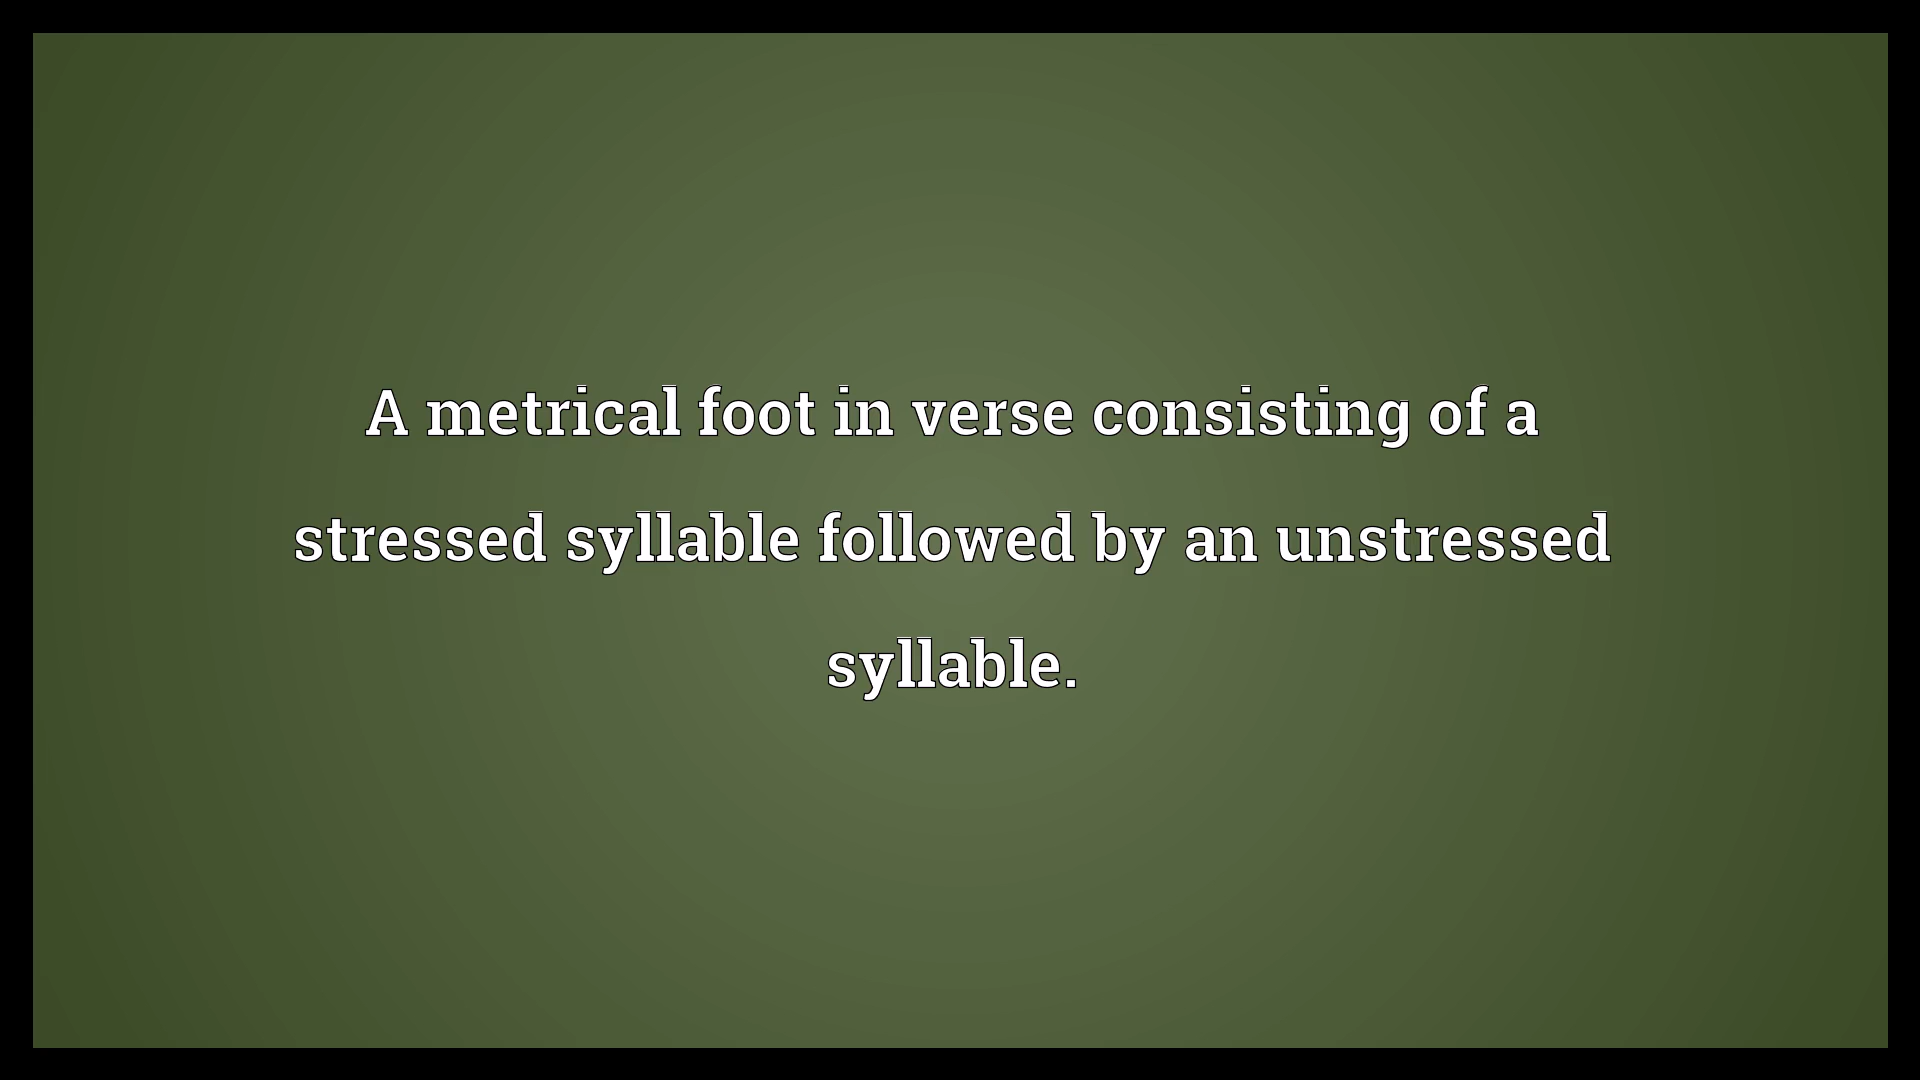 A metrical foot in verse consisting of a
stressed syllable followed by an unstressed
syllable.